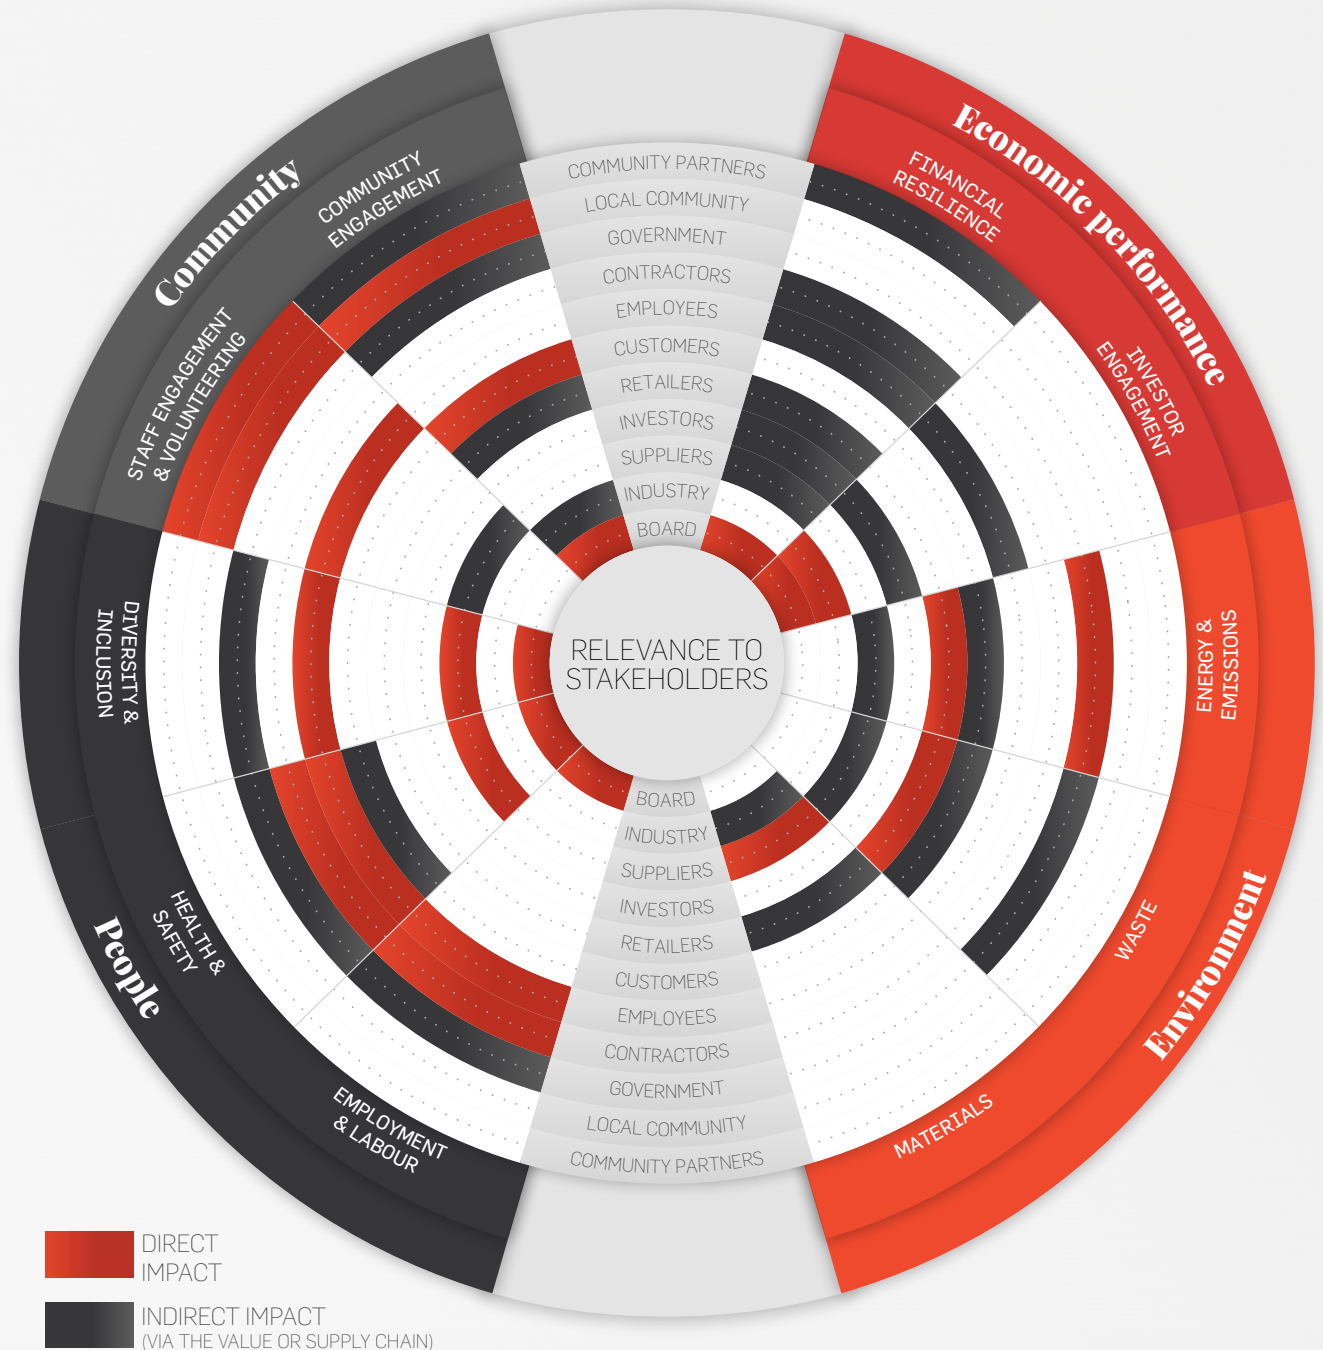 Community
COMMUNITY
ENGAGEMENT
STAFF ENGAGEMENT
& VOLUNTEERING
Economic performance
FINANCIAL
RESILIENCE
INVESTOR
ENGAGEMENT
COMMUNITY PARTNERS
LOCAL COMMUNITY
GOVERNMENT
CONTRACTORS
EMPLOYEES
CUSTOMERS
RETAILERS
INVESTORS
SUPPLIERS
INDUSTRY
BOARD
RELEVANCE TO
STAKEHOLDERS
DIVERSITY &
INCLUSION
ENERGY &
EMISSIONS
BOARD
INDUSTRY
SUPPLIERS
INVESTORS
RETAILERS
CUSTOMERS
EMPLOYEES
CONTRACTORS
GOVERNMENT
LOCAL COMMUNITY
COMMUNITY PARTNERS
People
HEALTH &
SAFETY
EMPLOYMENT
& LABOUR
Environment
WASTE
MATERIALS
DIRECT
IMPACT
INDIRECT IMPACT
(VIA THE VALUE OR SUPPLY CHAIN)